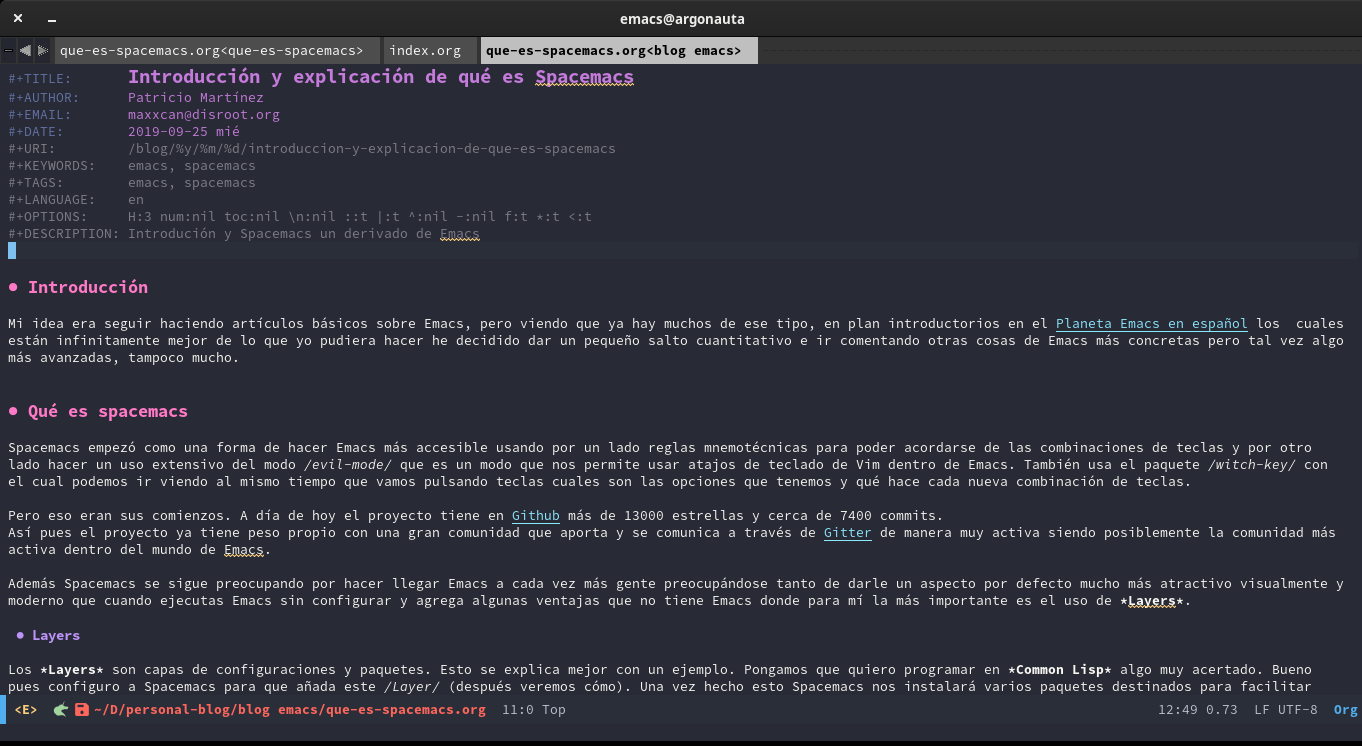 emacs@argonauta
que-es-spacemacs.org<que-es-spacemacs> index.org que-es-spacemacs.org<blog emacs>
#+TITLE: Introducción y explicación de qué es Spacemacs
#+AUTHOR: Patricio Martínez
#+EMAIL: maxxcan@disroot.org
#+DATE: 2019-09-25 mié
#+URI: /blog/%y/%m/%d/introduccion-y-explicacion-de-que-es-spacemacs
#+KEYWORDS: emacs, spacemacs
#+TAGS: emacs, spacemacs
#+LANGUAGE: en
#+OPTIONS: H:3 num:nil toc:nil \n:nil ::t |:t ^:nil -:nil f:t *:t <:t
#+DESCRIPTION: Introdución y Spacemacs un derivado de Emacs
● Introducción
Mi idea era seguir haciendo artículos básicos sobre Emacs, pero viendo que ya hay muchos de ese tipo, en plan introductorios en el Planeta Emacs en español los  cuales
están infinitamente mejor de lo que yo pudiera hacer he decidido dar un pequeño salto cuantitativo e ir comentando otras cosas de Emacs más concretas pero tal vez algo
más avanzadas, tampoco mucho.
● Qué es spacemacs
Spacemacs empezó como una forma de hacer Emacs más accesible usando por un lado reglas mnemotécnicas para poder acordarse de las combinaciones de teclas y por otro
lado hacer un uso extensivo del modo /evil-mode/ que es un modo que nos permite usar atajos de teclado de Vim dentro de Emacs. También usa el paquete /witch-key/ con
el cual podemos ir viendo al mismo tiempo que vamos pulsando teclas cuales son las opciones que tenemos y qué hace cada nueva combinación de teclas.
Pero eso eran sus comienzos. A día de hoy el proyecto tiene en Github más de 13000 estrellas y cerca de 7400 commits.
Así pues el proyecto ya tiene peso propio con una gran comunidad que aporta y se comunica a través de Gitter de manera muy activa siendo posiblemente la comunidad más
activa dentro del mundo de Emacs.
Además Spacemacs se sigue preocupando por hacer llegar Emacs a cada vez más gente preocupándose tanto de darle un aspecto por defecto mucho más atractivo visualmente y
moderno que cuando ejecutas Emacs sin configurar y agrega algunas ventajas que no tiene Emacs donde para mí la más importante es el uso de *Layers*.
● Layers
Los *Layers* son capas de configuraciones y paquetes. Esto se explica mejor con un ejemplo. Pongamos que quiero programar en *Common Lisp* algo muy acertado. Bueno
pues configuro a Spacemacs para que añada este /Layer/ (después veremos cómo). Una vez hecho esto Spacemacs nos instalará varios paquetes destinados para facilitar
<E> ~/D/personal-blog/blog emacs/que-es-spacemacs.org 11:0 Top 12:49 0.73 LF UTF-8 Org